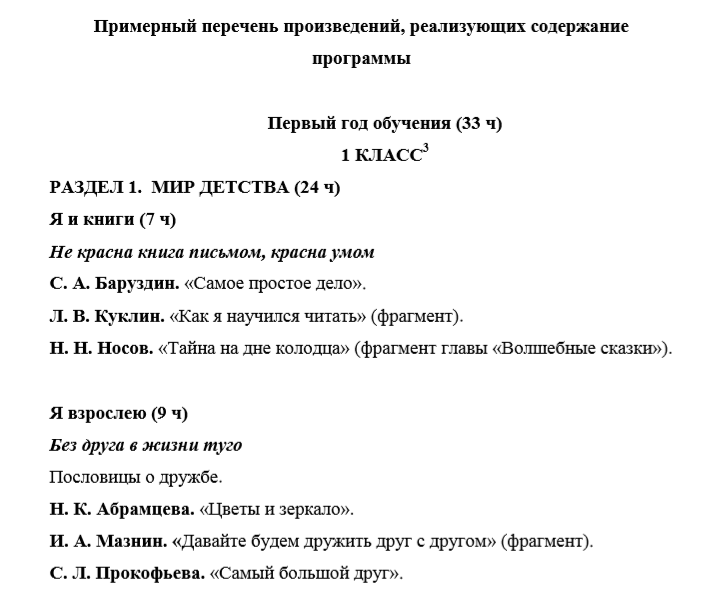 Примерный перечень произведений, реализующих содержание
программы
Первый год обучения (33 ч)
1 КЛАСС3
РАЗДЕЛ 1. МИР ДЕТСТВА (24 ч)
Я и книги (7 ч)
Не красна книга письмом, красна умом
С. А. Баруздин. «Самое простое дело».
Л. В. Куклин. «Как я научился читать» (фрагмент).
Н. Н. Носов. «Тайна на дне колодца» (фрагмент главы «Волшебные сказки»).
Я взрослею (9 ч)
Без друга в жизни туго
Пословицы о дружбе.
Н. К. Абрамцева. «Цветы и зеркало».
И. А. Мазнин. «Давайте будем дружить друг с другом» (фрагмент).
С. Л. Прокофьева. «Самый большой друг».